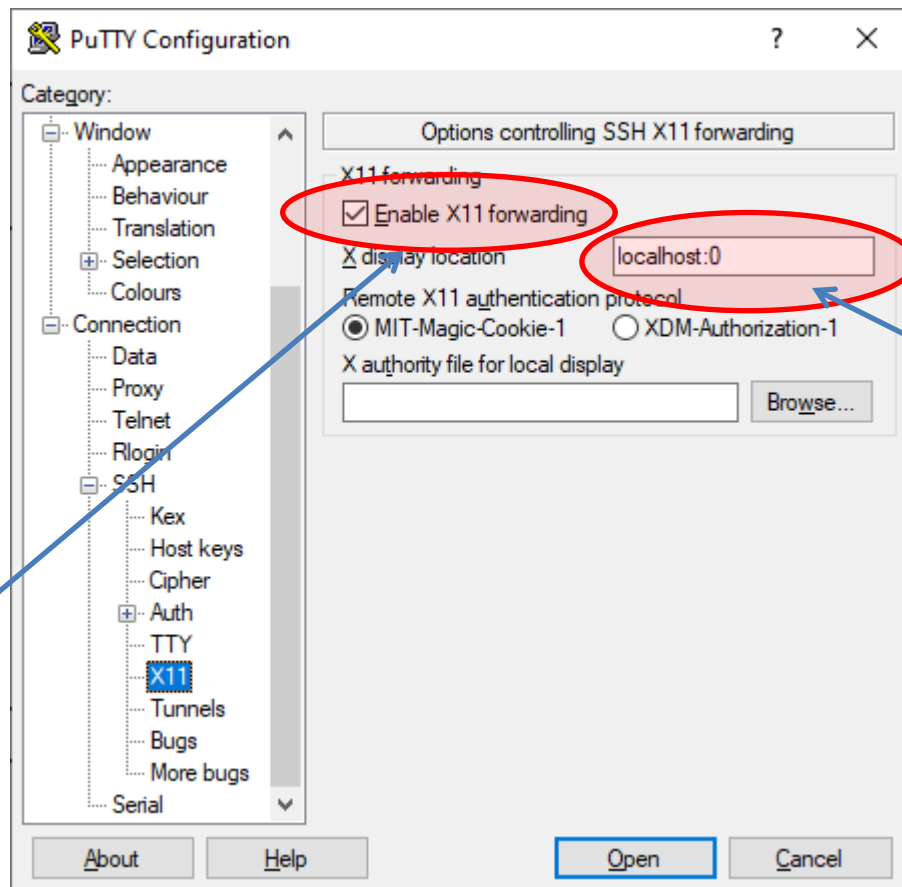 PuTTY Configuration
?
Category:
Window
Appearance
Behaviour
Translation
Selection
Colours
Connection
Data
Proxy
Telnet
Rlogin
SSH
Kex
Host keys
Cipher
Auth
TTY
X11
Tunnels
Bugs
More bugs
Serial
Options controlling SSH X11 forwarding
X11 forwarding
Enable X11 forwarding
X display location localhost:0
Remote X11 authentication protocol
MIT-Magic-Cookie-1 XDM-Authorization-1
X authority file for local display
Browse...
About Help Open Cancel